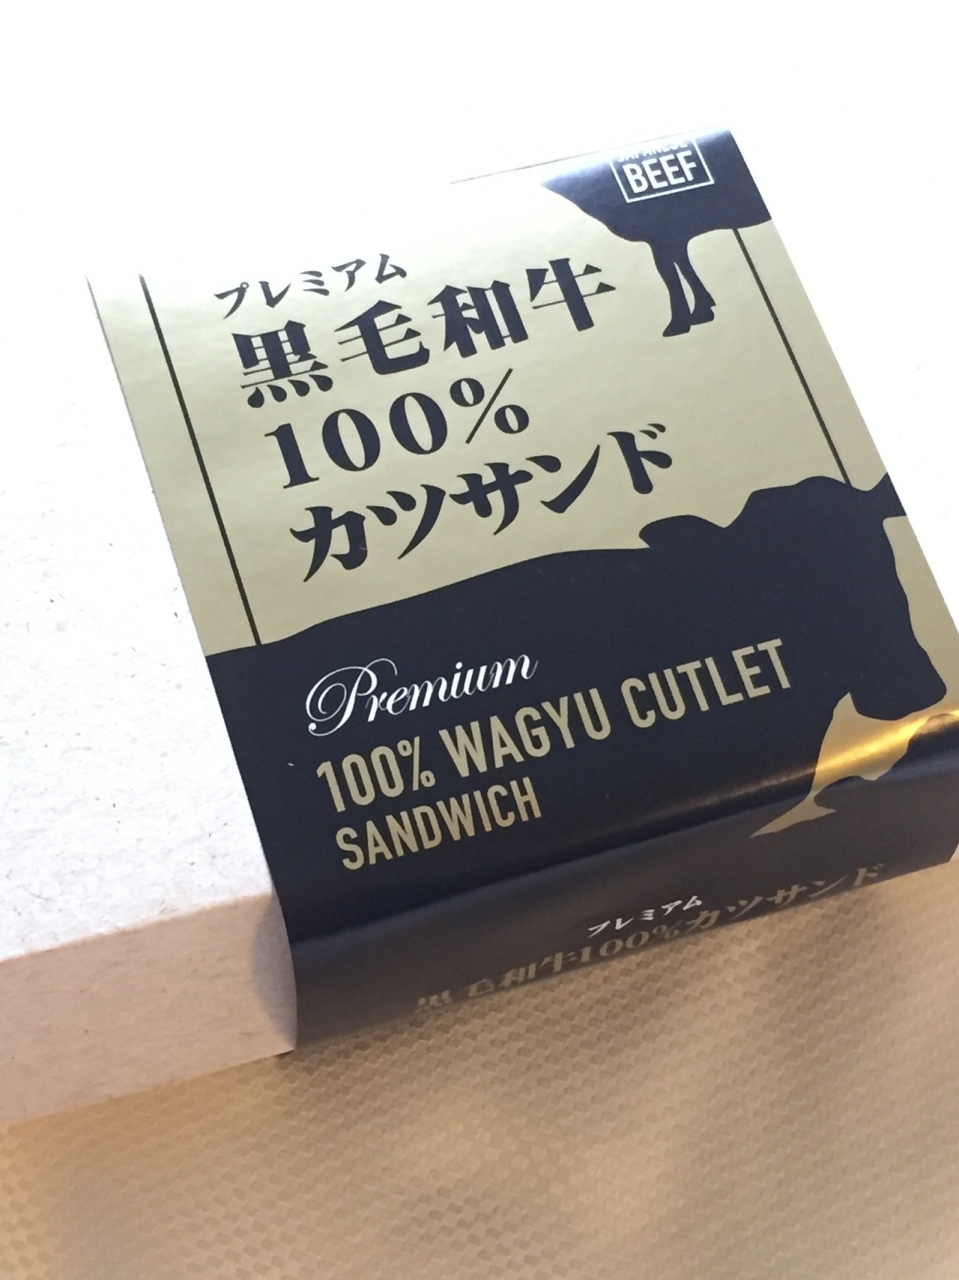 JAPANESE
BEEF
プレミアム
黒毛和牛
100%
カツサンド
Premium
100% WAGYU CUTLET
SANDWICH
プレミアム
黒毛和牛100%カツサンド